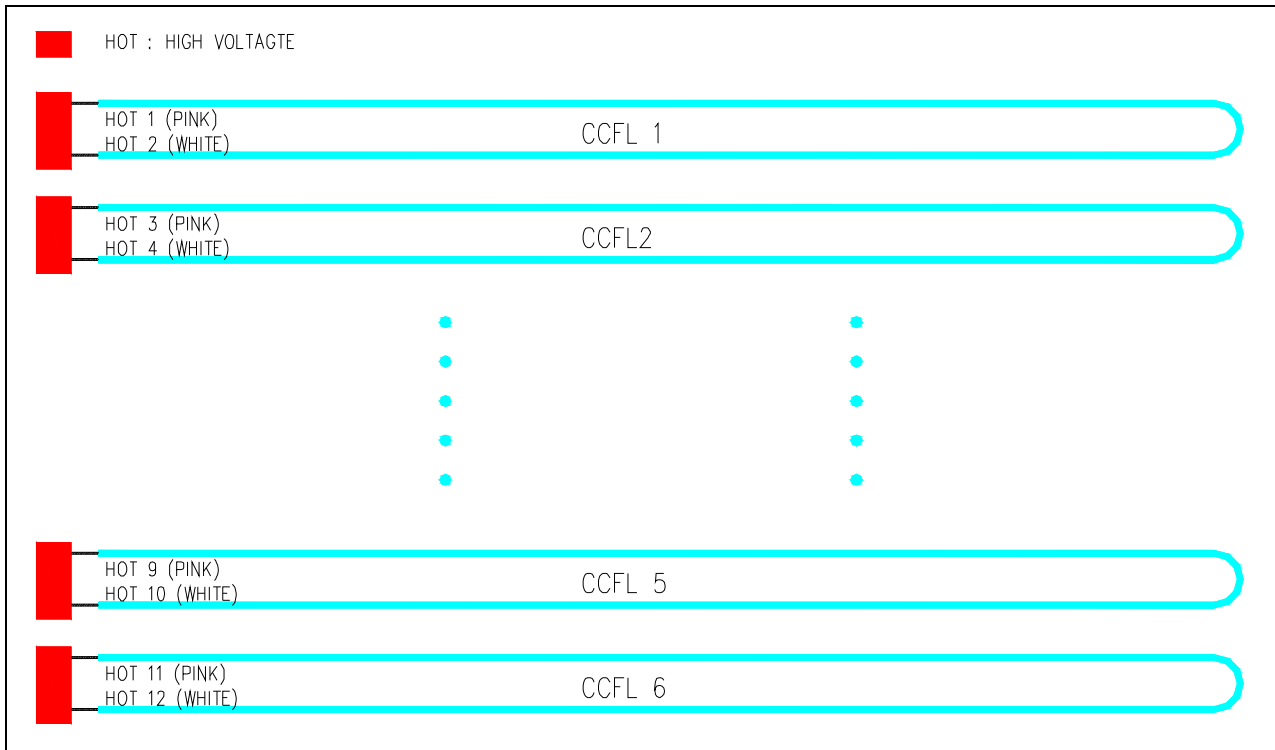 HOT : HIGH VOLTAGTE
HOT 1 (PINK)
HOT 2 (WHITE)
CCFL 1
HOT 3 (PINK)
HOT 4 (WHITE)
CCFL2
HOT 9 (PINK)
HOT 10 (WHITE)
CCFL 5
HOT 11 (PINK)
HOT 12 (WHITE)
CCFL 6